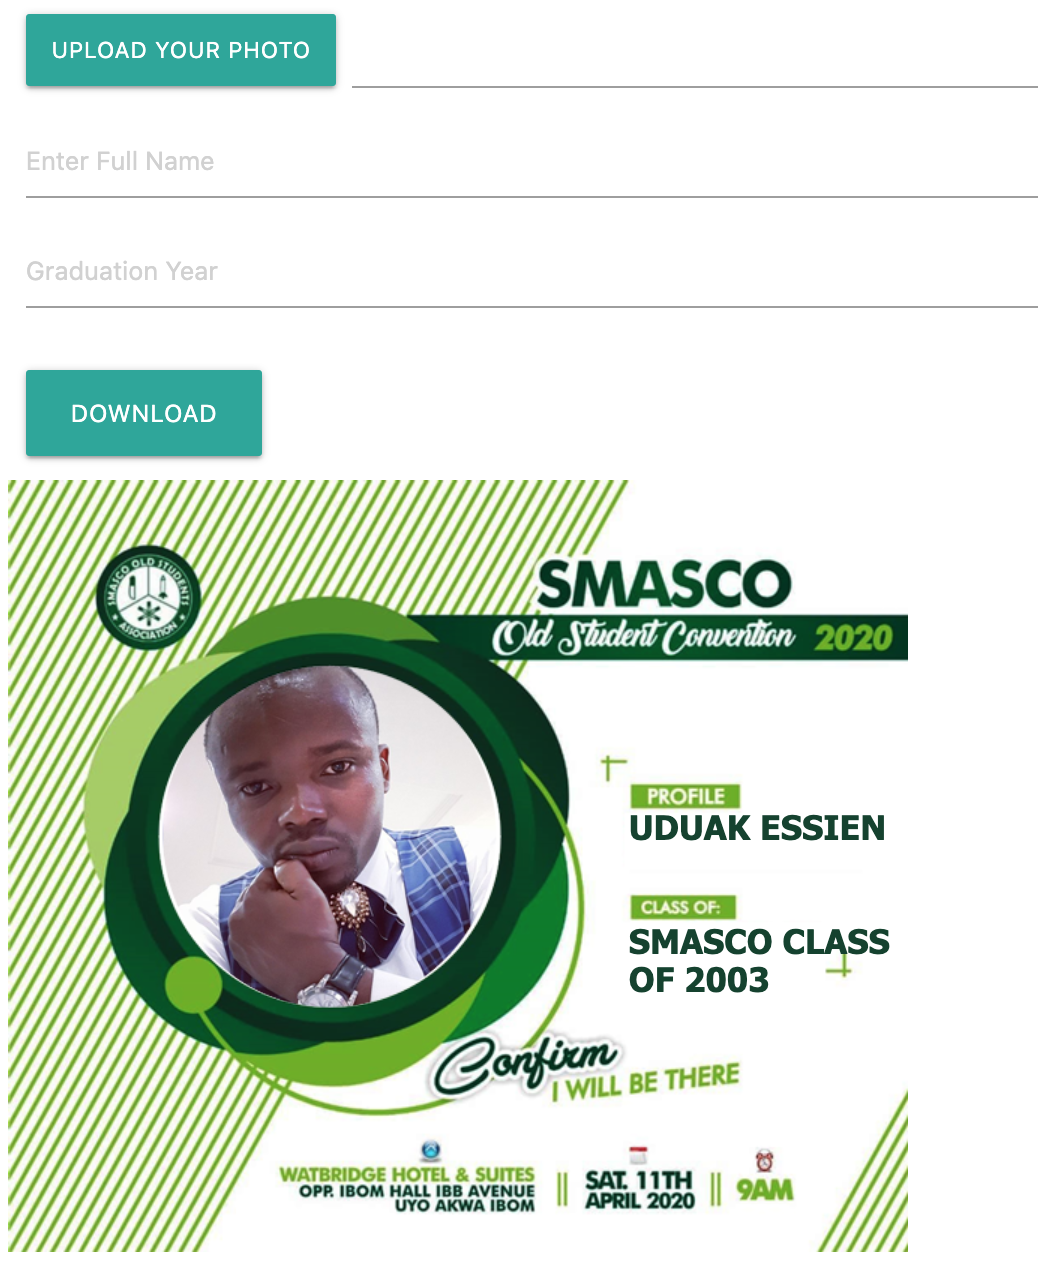 UPLOAD YOUR PHOTO
Enter Full Name
Graduation Year
DOWNLOAD
SMASCO OLD STUDENTS
ASSOCIATION
SMASCO
Old Student Convention 2020
PROFILE
UDUAK ESSIEN
CLASS OF:
SMASCO CLASS
OF 2003
Confirm
I WILL BE THERE
WATBRIDGE HOTEL & SUITES
OPP. IBOM HALL IBB AVENUE
UYO AKWA IBOM
SAT. 11TH
APRIL 2020
9AM